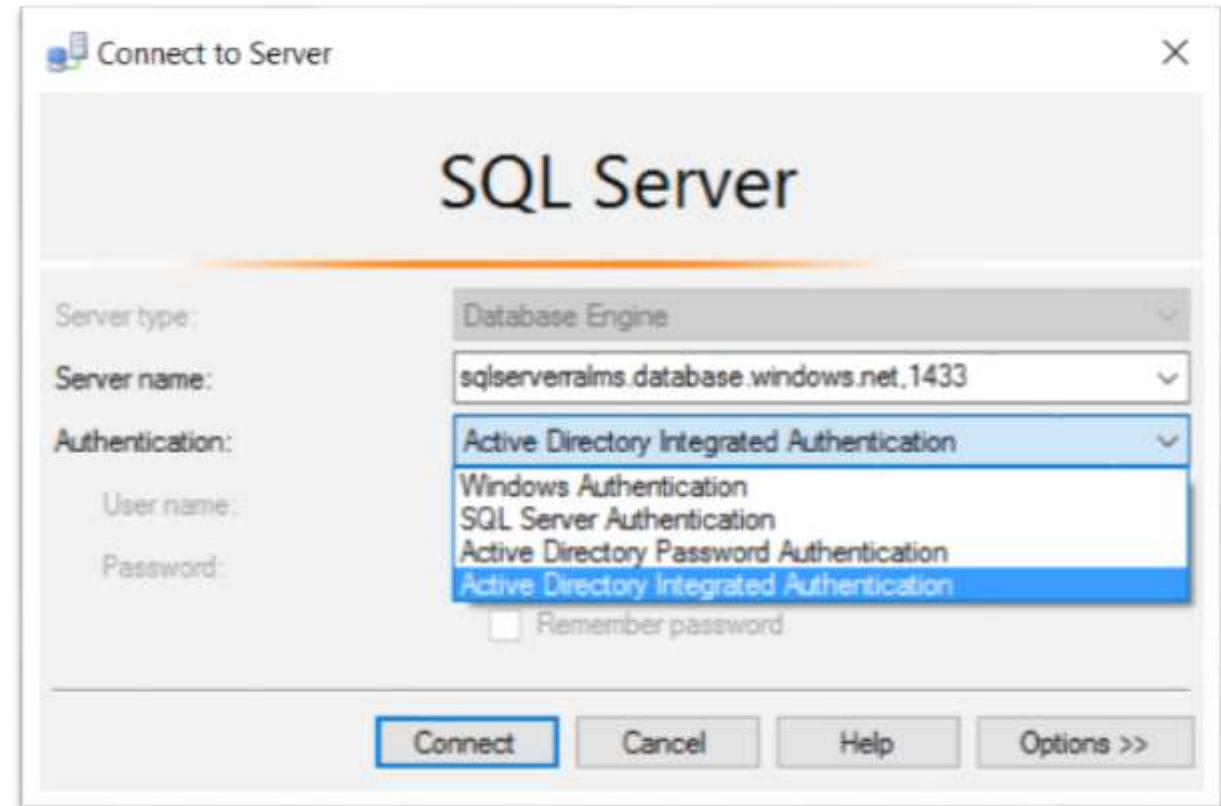 Connect to Server
SQL Server
Server type: Database Engine
Server name: sqlserverralms.database.windows.net,1433
Authentication: Active Directory Integrated Authentication
Windows Authentication
User name:
SQL Server Authentication
Active Directory Password Authentication
Password:
Active Directory Integrated Authentication
Remember password
Connect Cancel Help Options >>